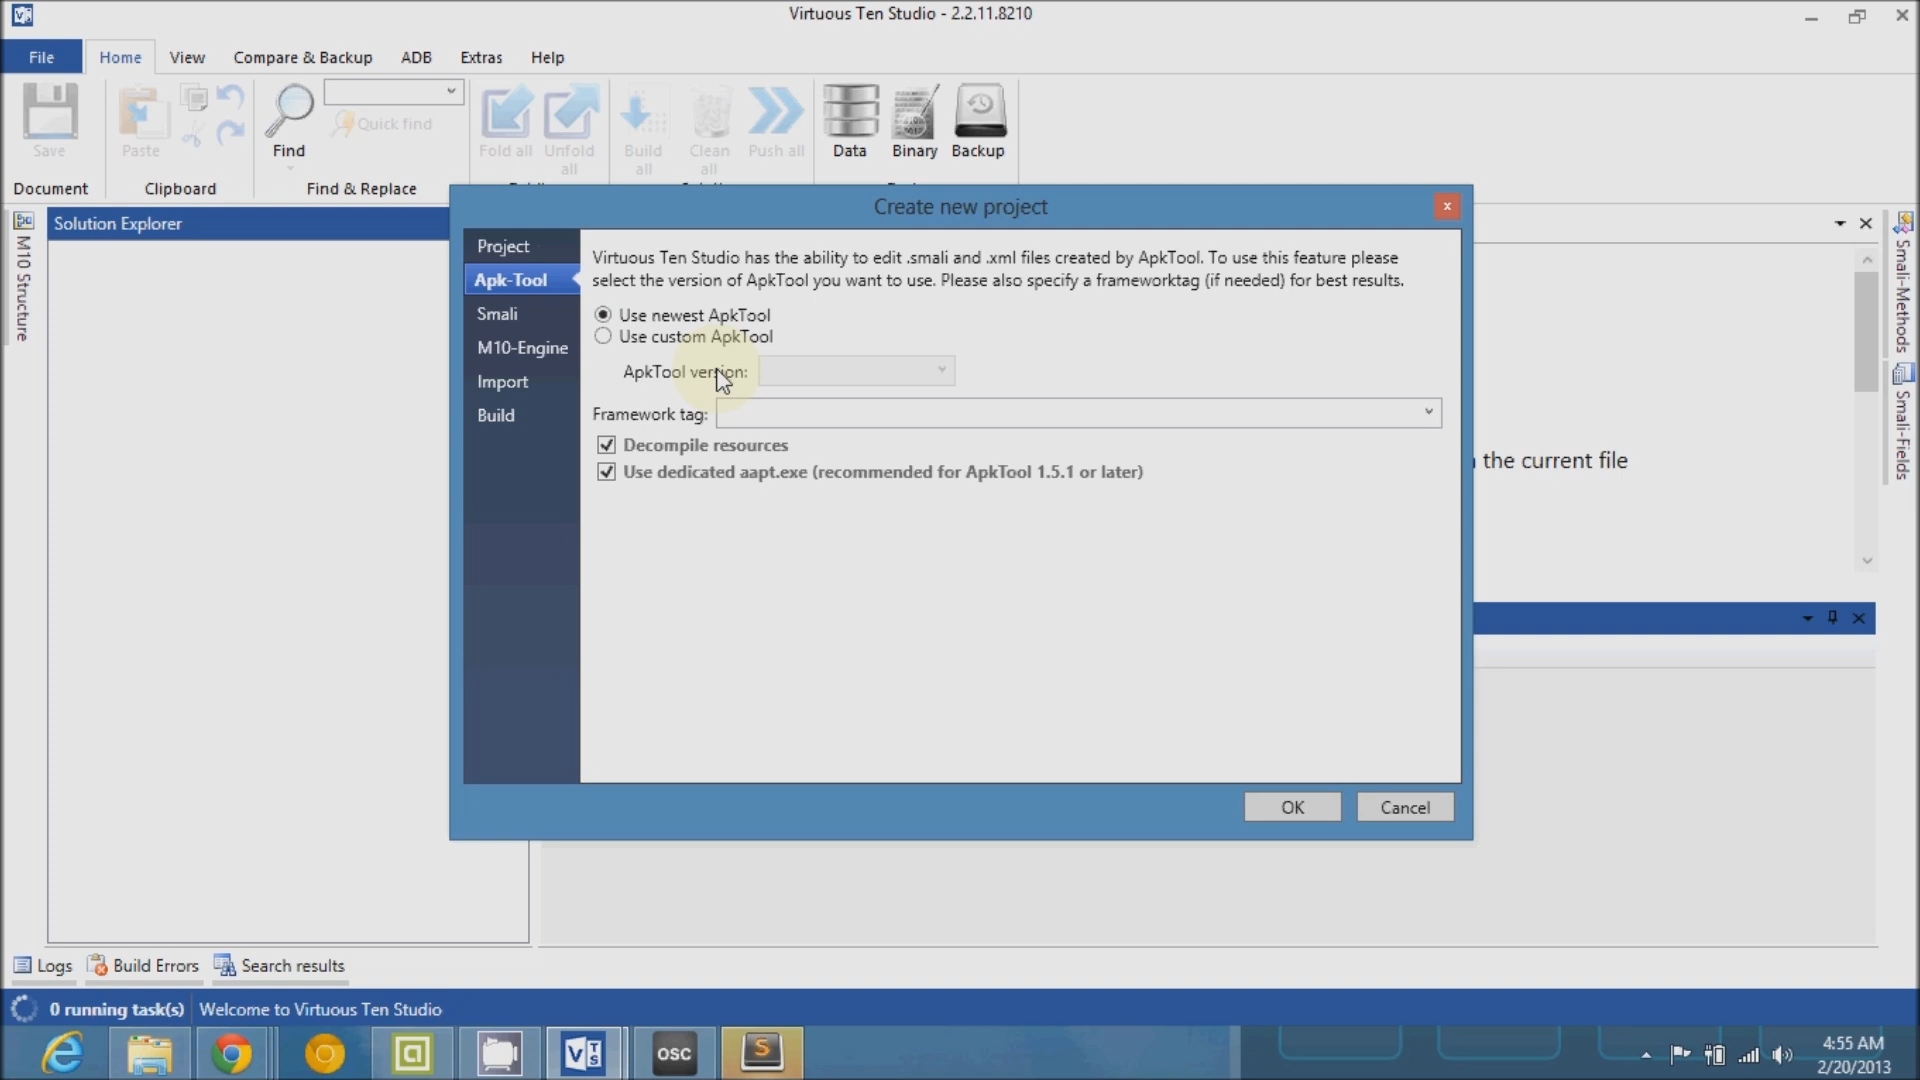 Virtuous Ten Studio - 2.2.11.8210
File Home View Compare & Backup ADB Extras Help
Quick find
Save Paste Find Fold all Unfold all Build all Clean all Push all Data Binary Backup
Document Clipboard Find & Replace
M10 Structure
Solution Explorer
Smali-Methods
Smali-Fields
Create new project
x
Project
Apk-Tool
Smali
M10-Engine
Import
Build
Virtuous Ten Studio has the ability to edit .smali and .xml files created by ApkTool. To use this feature please
select the version of ApkTool you want to use. Please also specify a frameworktag (if needed) for best results.
Use newest ApkTool
Use custom ApkTool
ApkTool version:
Framework tag:
Decompile resources
Use dedicated aapt.exe (recommended for ApkTool 1.5.1 or later)
the current file
OK Cancel
Logs Build Errors Search results
0 running task(s) Welcome to Virtuous Ten Studio
OSC
4:55 AM
2/20/2013